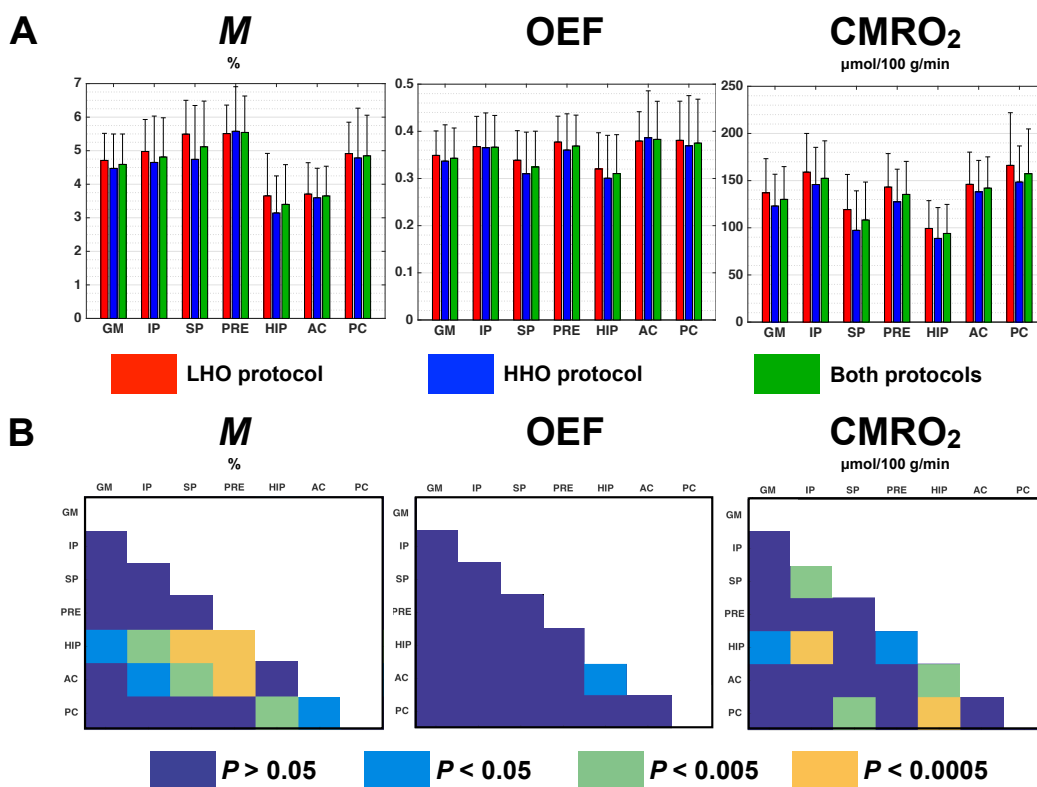 A
M
OEF
CMRO₂
%
µmol/100 g/min
7
6
5
4
3
2
1
0
GM IP SP PRE HIP AC PC
0.5
0.4
0.3
0.2
0.1
0
GM IP SP PRE HIP AC PC
250
200
150
100
50
0
GM IP SP PRE HIP AC PC
LHO protocol
HHO protocol
Both protocols
B
M
OEF
CMRO₂
%
µmol/100 g/min
GM IP SP PRE HIP AC PC
GM
IP
SP
PRE
HIP
AC
PC
GM IP SP PRE HIP AC PC
GM
IP
SP
PRE
HIP
AC
PC
GM IP SP PRE HIP AC PC
GM
IP
SP
PRE
HIP
AC
PC
P > 0.05
P < 0.05
P < 0.005
P < 0.0005